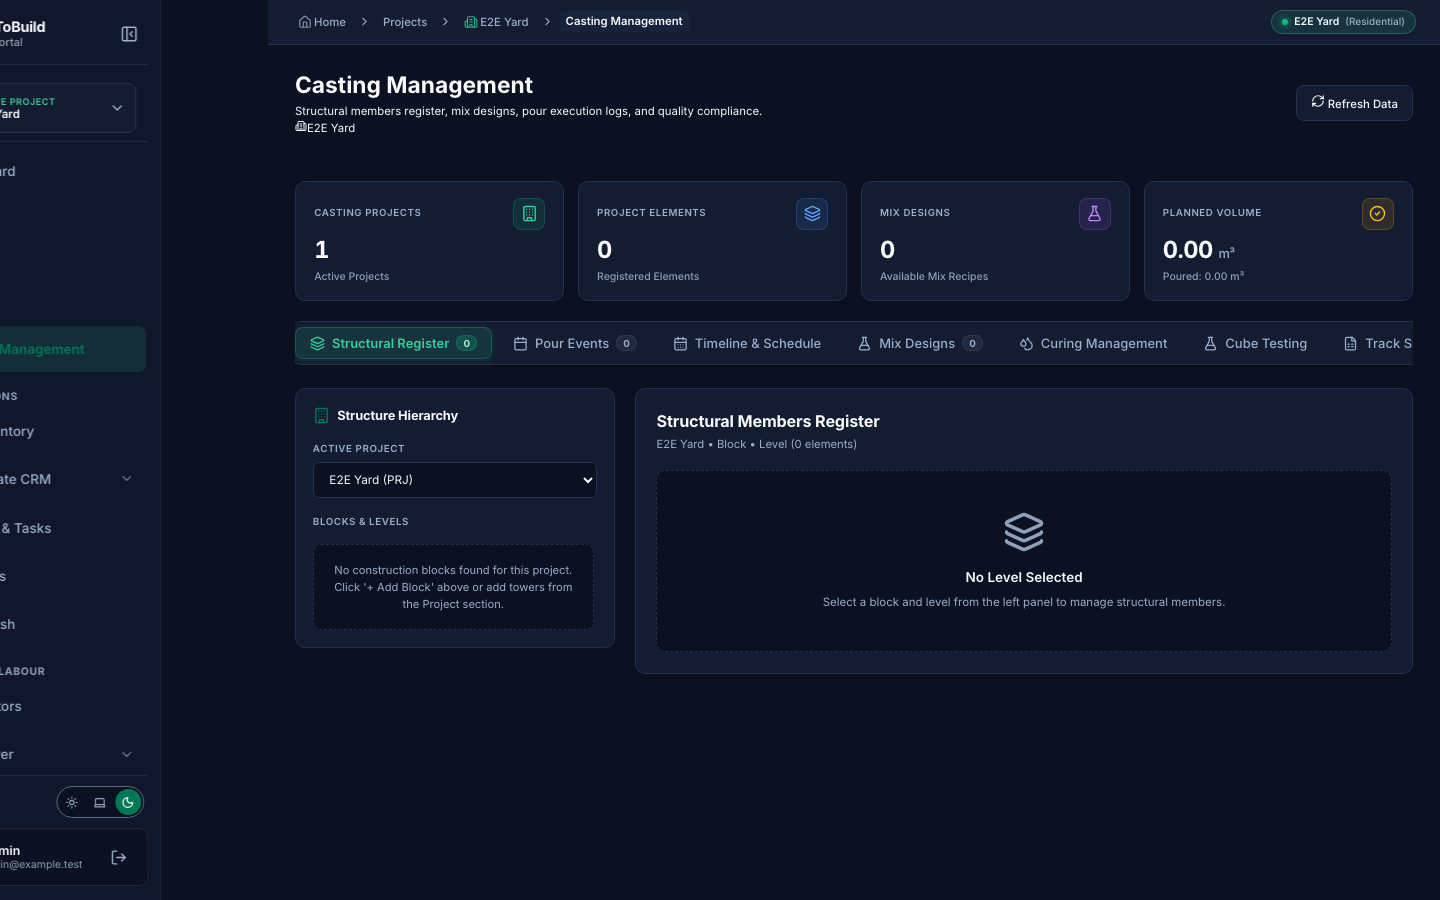 ToBuild
ortal
E PROJECT
Yard
ard
Management
ONS
ntory
ate CRM
& Tasks
s
sh
LABOUR
tors
er
min
in@example.test
Home
Projects
E2E Yard
Casting Management
E2E Yard (Residential)
Casting Management
Structural members register, mix designs, pour execution logs, and quality compliance.
E2E Yard
Refresh Data
CASTING PROJECTS
1
Active Projects
PROJECT ELEMENTS
0
Registered Elements
MIX DESIGNS
0
Available Mix Recipes
PLANNED VOLUME
0.00 m³
Poured: 0.00 m³
Structural Register 0
Pour Events 0
Timeline & Schedule
Mix Designs 0
Curing Management
Cube Testing
Track S
Structure Hierarchy
ACTIVE PROJECT
E2E Yard (PRJ)
BLOCKS & LEVELS
No construction blocks found for this project.
Click '+ Add Block' above or add towers from
the Project section.
Structural Members Register
E2E Yard • Block • Level (0 elements)
No Level Selected
Select a block and level from the left panel to manage structural members.